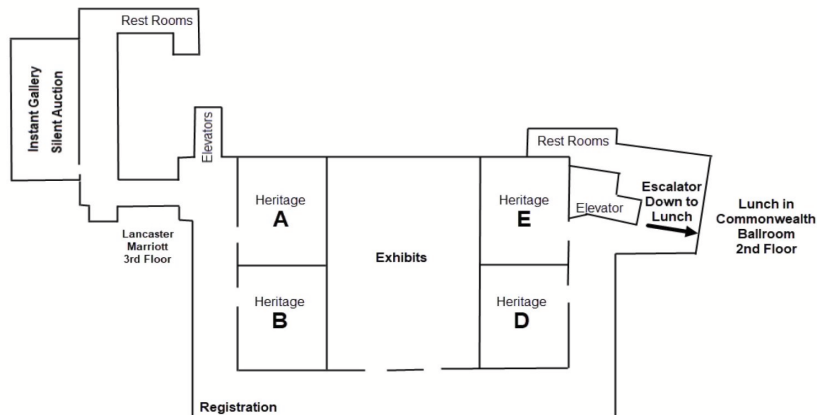 Rest Rooms
Instant Gallery
Silent Auction
Elevators
Rest Rooms
Heritage
A
Heritage
E
Elevator
Escalator
Down to
Lunch
Lunch in
Commonwealth
Ballroom
2nd Floor
Lancaster
Marriott
3rd Floor
Exhibits
Heritage
B
Heritage
D
Registration